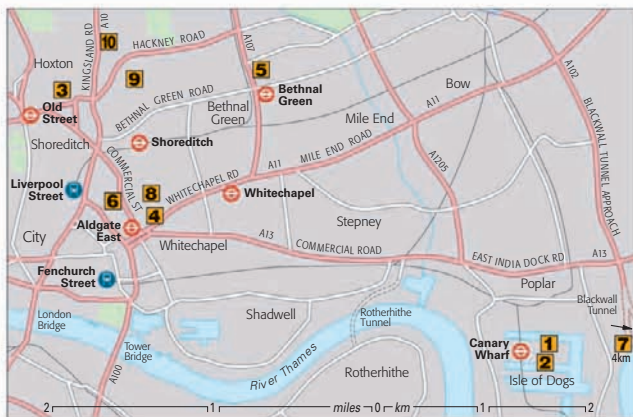 A10
KINGSLAND RD
10
HACKNEY ROAD
A107
Hoxton
5
A102
3
9
Bethnal
Green
Bow
BETHNAL GREEN ROAD
Old
Street
Bethnal
Green
A11
BLACKWALL TUNNEL APPROACH
Mile End
Shoreditch
Shoreditch
MILE END ROAD
A1205
COMMERCIAL ST
A11
Liverpool
Street
8
WHITECHAPEL RD
Whitechapel
6
4
Stepney
Aldgate
East
City
Whitechapel
A13
COMMERCIAL ROAD
EAST INDIA DOCK RD
A13
Fenchurch
Street
Poplar
Blackwall
Tunnel
London
Bridge
Shadwell
Rotherhithe
Tunnel
Tower
Bridge
Canary
Wharf
1
2
7
4km
River Thames
A100
Rotherhithe
Isle of Dogs
2 1 miles 0 km 1 2